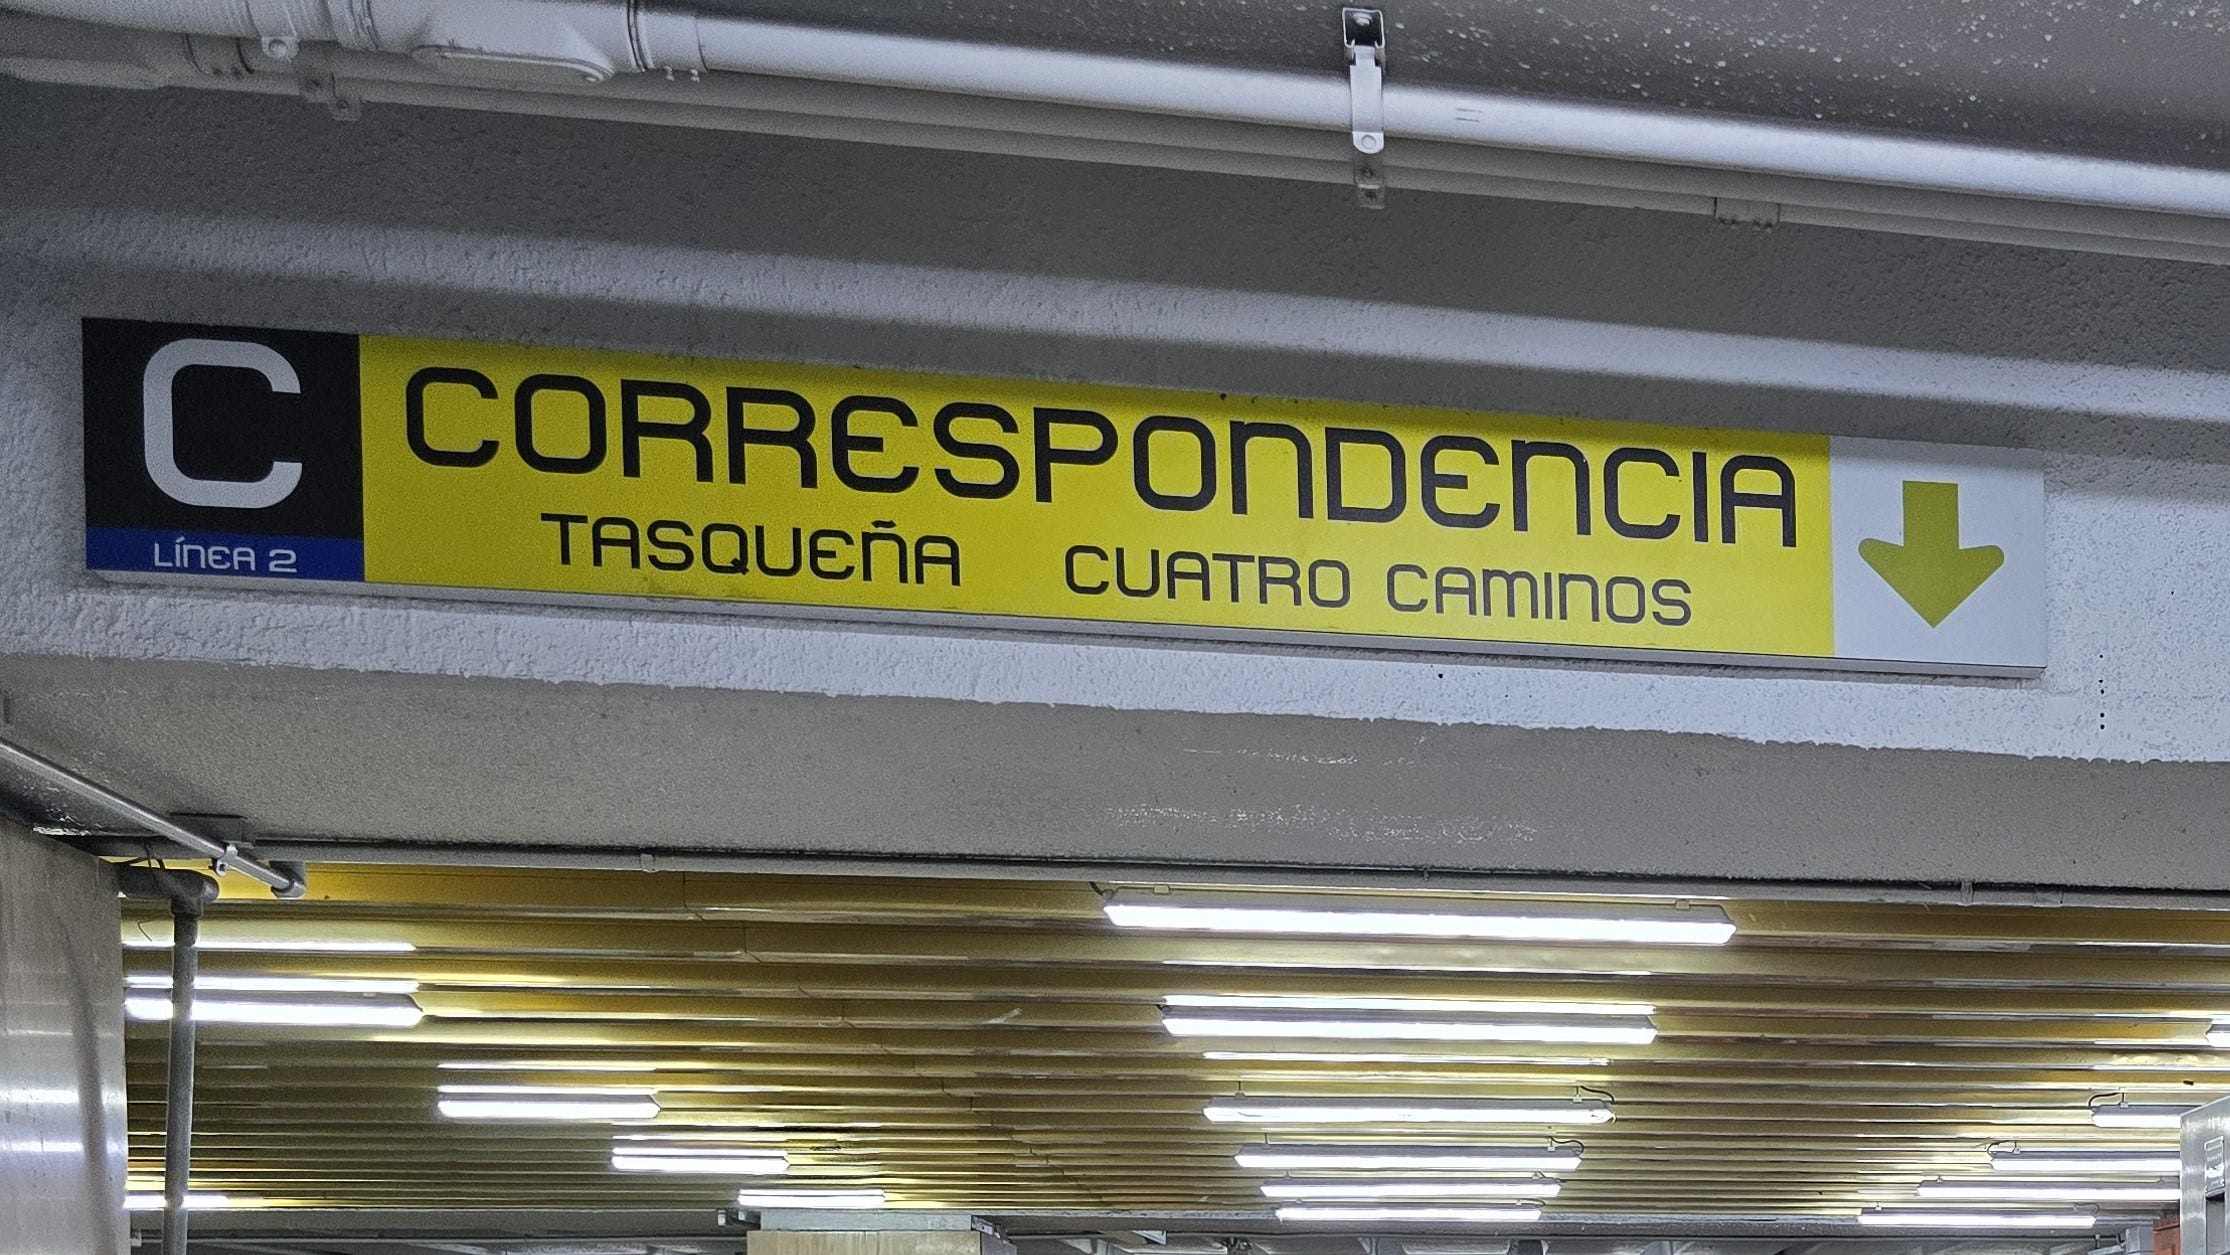 C
LÍNEA 2
CORRESPONDENCIA
TASQUEÑA CUATRO CAMINOS